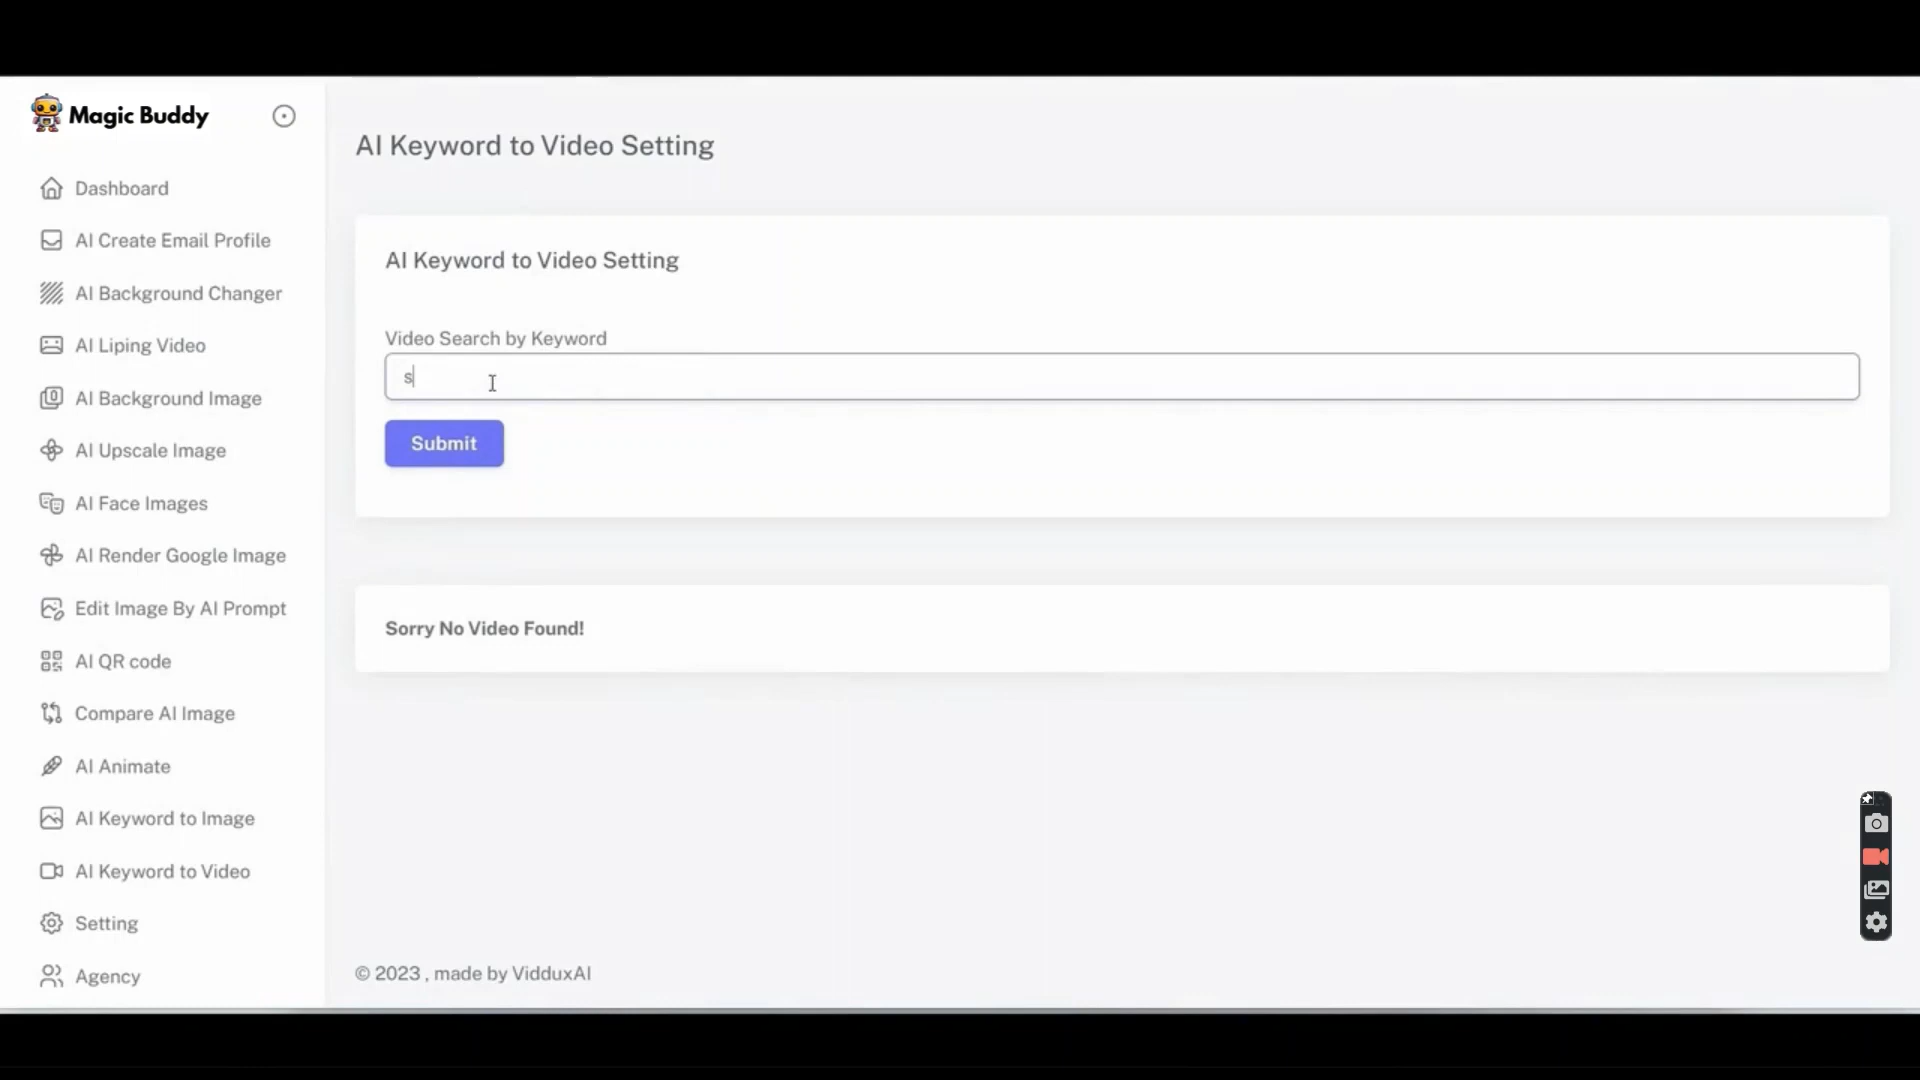 Magic Buddy
Dashboard
AI Create Email Profile
AI Background Changer
AI Liping Video
AI Background Image
AI Upscale Image
AI Face Images
AI Render Google Image
Edit Image By AI Prompt
AI QR code
Compare AI Image
AI Animate
AI Keyword to Image
AI Keyword to Video
Setting
Agency
AI Keyword to Video Setting
AI Keyword to Video Setting
Video Search by Keyword
s
Submit
Sorry No Video Found!
© 2023 , made by VidduxAI